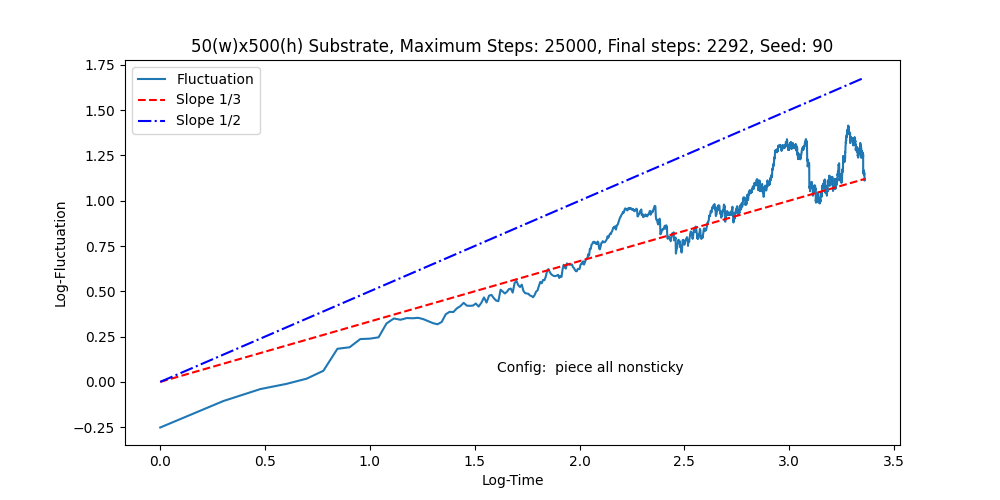 50(w)x500(h) Substrate, Maximum Steps: 25000, Final steps: 2292, Seed: 90
1.75
1.50
1.25
1.00
0.75
0.50
0.25
0.00
−0.25
Log-Fluctuation
Fluctuation
Slope 1/3
Slope 1/2
Config:  piece all nonsticky
0.0 0.5 1.0 1.5 2.0 2.5 3.0 3.5
Log-Time